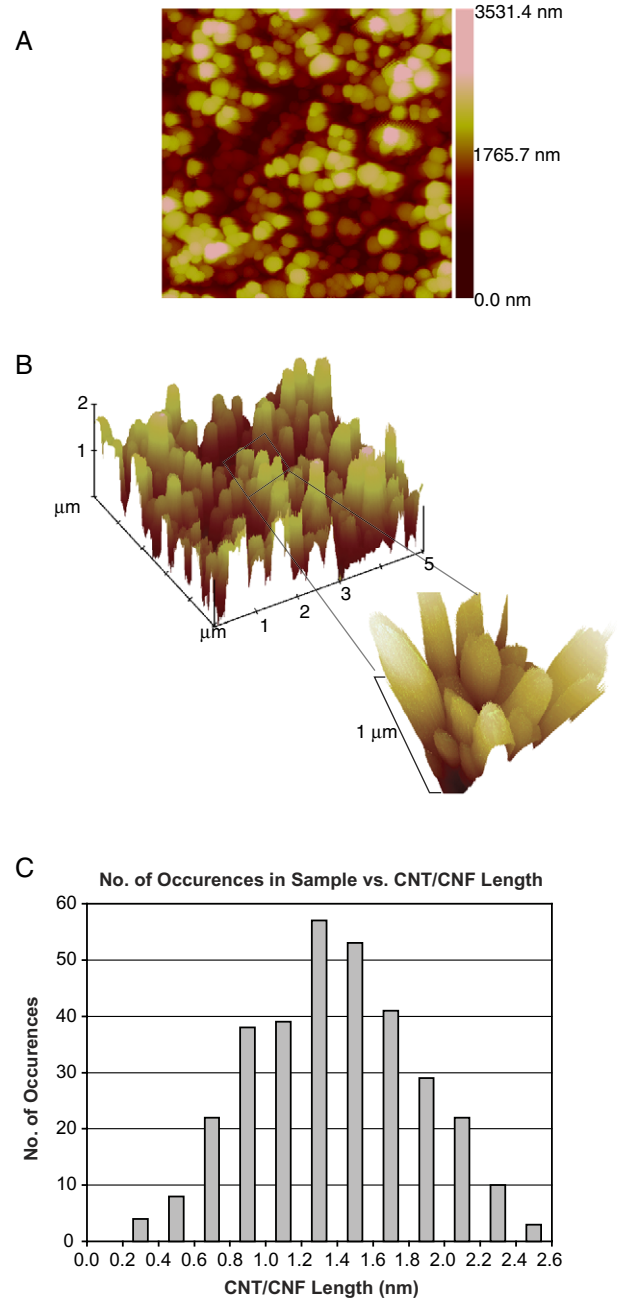 A
3531.4 nm
1765.7 nm
0.0 nm
B
2
1
μm
μm
1
2
3
5
1 μm
C
No. of Occurences in Sample vs. CNT/CNF Length
60
50
40
30
20
10
0
No. of Occurences
0.0 0.2 0.4 0.6 0.8 1.0 1.2 1.4 1.6 1.8 2.0 2.2 2.4 2.6
CNT/CNF Length (nm)